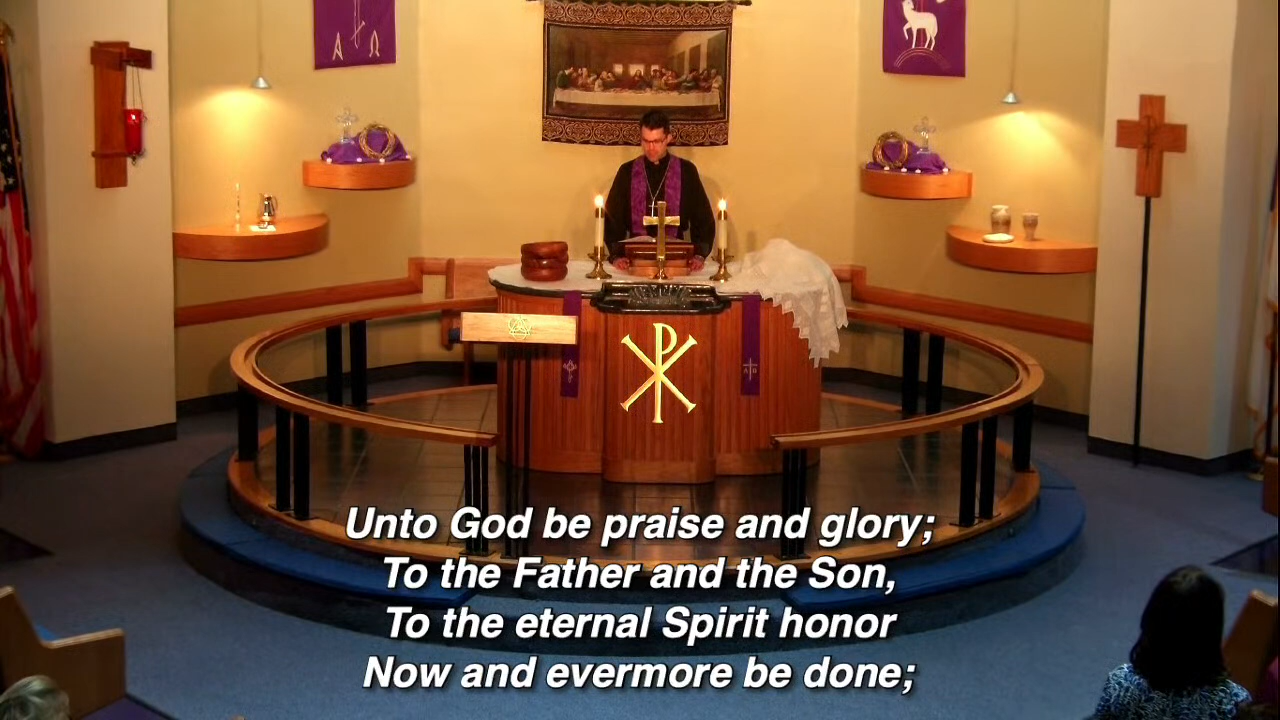 Α Ω
Unto God be praise and glory;
To the Father and the Son,
To the eternal Spirit honor
Now and evermore be done;